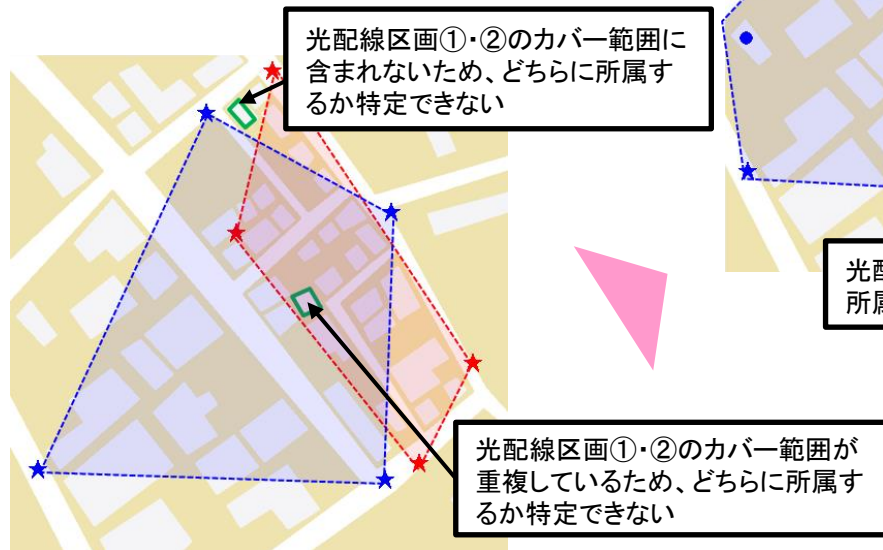 光配線区画①・②のカバー範囲に
含まれないため、どちらに所属す
るか特定できない
光配
所属
光配線区画①・②のカバー範囲が
重複しているため、どちらに所属す
るか特定できない